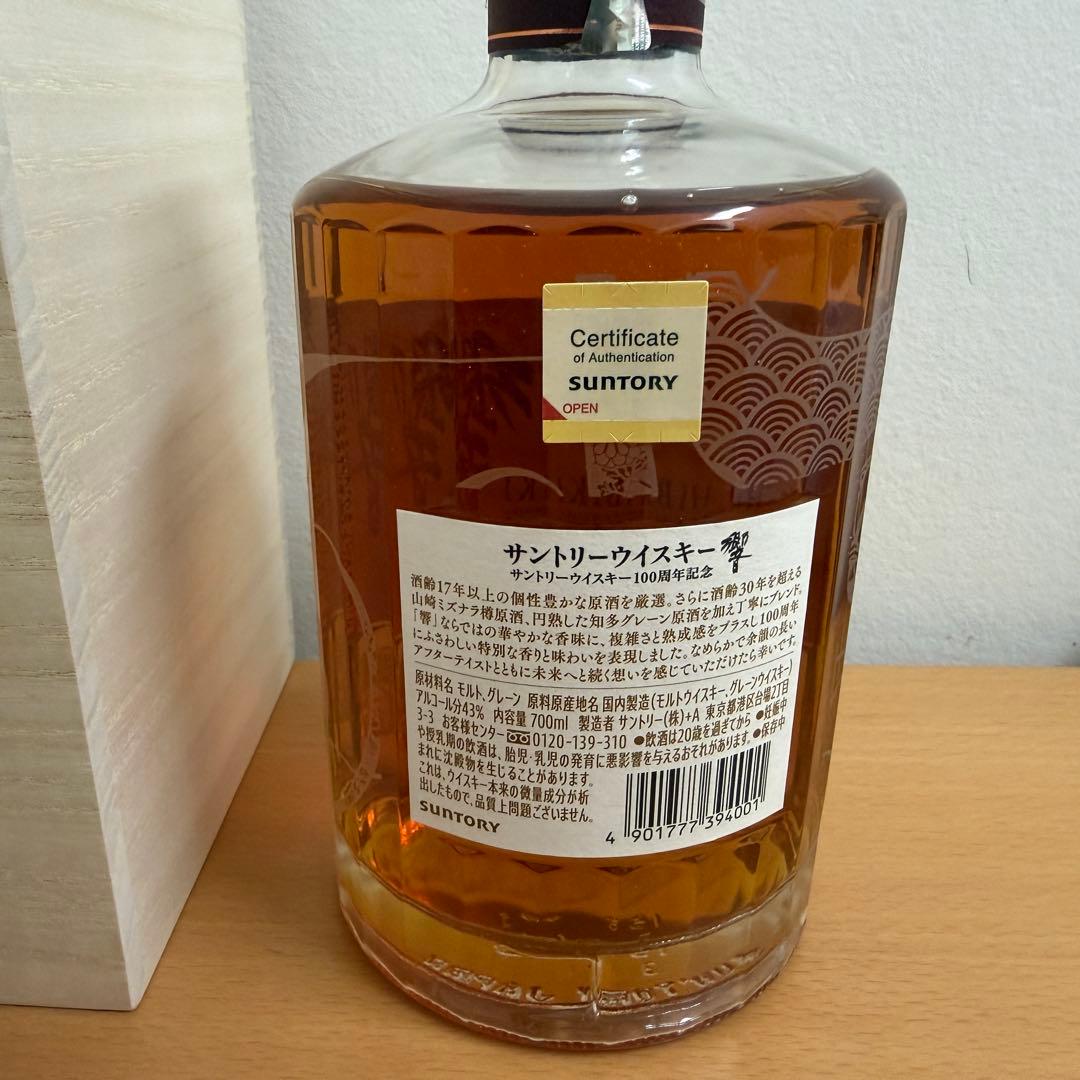 Certificate
of Authentication
SUNTORY
OPEN
サントリーウイスキー 響
サントリーウイスキー100周年記念
酒齢17年以上の個性豊かな原酒を厳選。さらに酒齢30年を超える
山崎ミズナラ樽原酒、円熟した知多グレーン原酒を加え丁寧にブレンド。
「響」ならではの華やかな香味に、複雑さと熟成感をプラスし100周年
にふさわしい特別な香りと味わいを表現しました。なめらかで余韻の長い
アフターテイストとともに未来へと続く想いを感じていただけたら幸いです。
原材料名 モルト、グレーン 原料原産地名 国内製造(モルトウイスキー、グレーンウイスキー)
アルコール分43% 内容量 700ml 製造者 サントリー(株)+A 東京都港区台場2丁目
3-3 お客様センター 0120-139-310 ●飲酒は20歳を過ぎてから ●妊娠中
や授乳期の飲酒は、胎児・乳児の発育に悪影響を与えるおそれがあります。●保存中
まれに沈殿物を生じることがあります。
これは、ウイスキー本来の微量成分が析
出したもので、品質上問題ございません。
SUNTORY
4 901777 394001